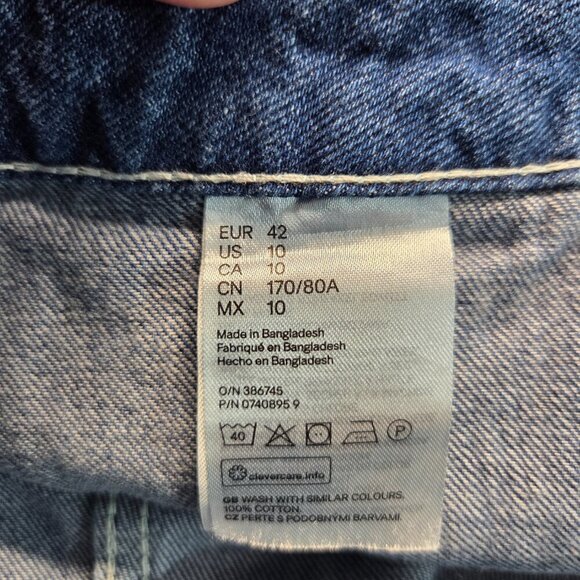 EUR 42
US 10
CA 10
CN 170/80A
MX 10
Made in Bangladesh
Fabriqué en Bangladesh
Hecho en Bangladesh
O/N 386745
P/N 0740895 9
40 P
clevercare.info
GB WASH WITH SIMILAR COLOURS.
100% COTTON.
CZ PERTE S PODOBNÝMI BARVAMI.